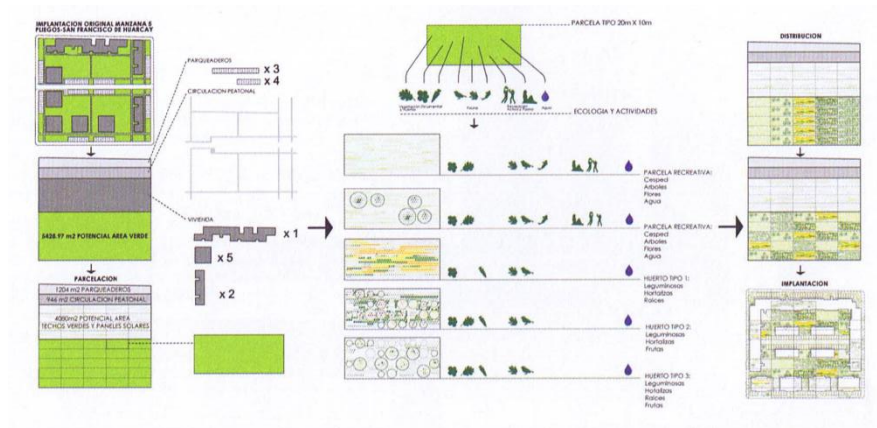 IMPLANTACION ORIGINAL MANZANA E
PLIEGOS-SAN FRANCISCO DE HUARCAY
PARQUEADEROS
x 3
x 4
CIRCULACION PEATONAL
5428.97 m2 POTENCIAL AREA VERDE
VIVIENDA
x 1
x 5
x 2
PARCELACION
1204 m2 PARQUEADEROS
946 m2 CIRCULACION PEATONAL
4080m2 POTENCIAL AREA
TECHOS VERDES Y PANELES SOLARES
PARCELA TIPO 20m X 10m
Fauna
Agua
ECOLOGIA Y ACTIVIDADES
PARCELA RECREATIVA:
Cesped
Arboles
Flores
Agua
PARCELA RECREATIVA:
Cesped
Arboles
Flores
Agua
HUERTO TIPO 1:
Leguminosas
Hortalizas
Raices
HUERTO TIPO 2:
Leguminosas
Hortalizas
Frutas
HUERTO TIPO 3:
Leguminosas
Hortalizas
Raices
Frutas
DISTRIBUCION
IMPLANTACION